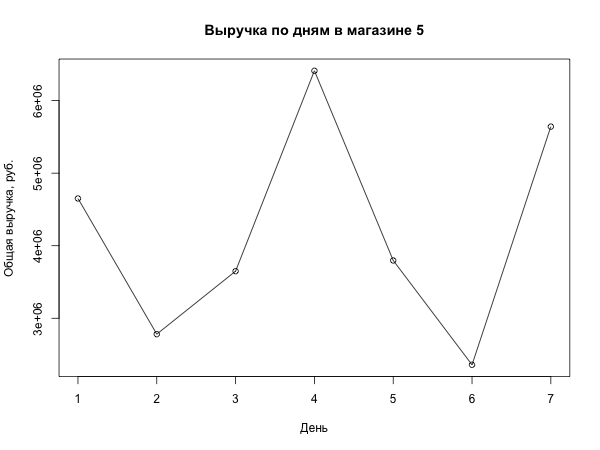 Выручка по дням в магазине 5
Общая выручка, руб.
6e+06
5e+06
4e+06
3e+06
1 2 3 4 5 6 7
День